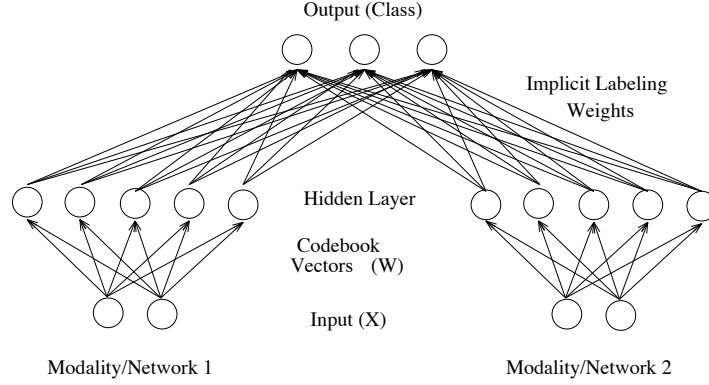 Output (Class)
Implicit Labeling
Weights
Hidden Layer
Codebook
Vectors (W)
Input (X)
Modality/Network 1
Modality/Network 2